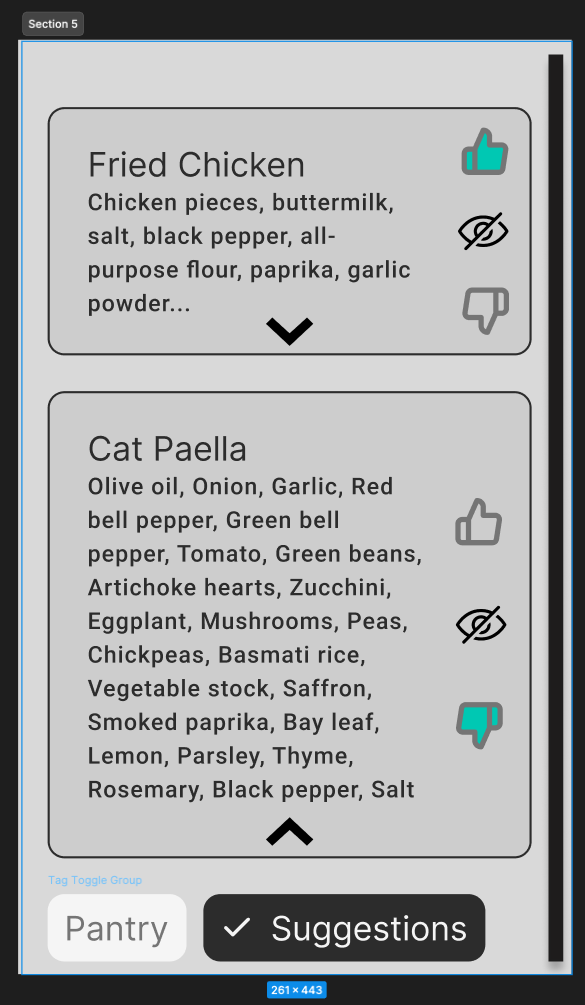 Section 5
Fried Chicken
Chicken pieces, buttermilk,
salt, black pepper, all-
purpose flour, paprika, garlic
powder...
Cat Paella
Olive oil, Onion, Garlic, Red
bell pepper, Green bell
pepper, Tomato, Green beans,
Artichoke hearts, Zucchini,
Eggplant, Mushrooms, Peas,
Chickpeas, Basmati rice,
Vegetable stock, Saffron,
Smoked paprika, Bay leaf,
Lemon, Parsley, Thyme,
Rosemary, Black pepper, Salt
Tag Toggle Group
Pantry
Suggestions
261 × 443